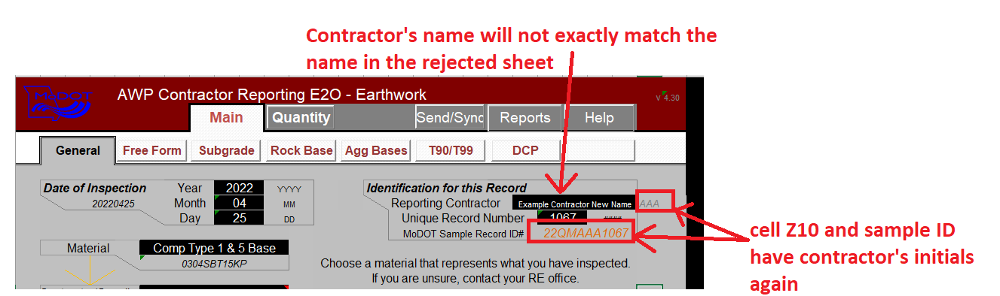 Contractor's name will not exactly match the
name in the rejected sheet
MoDOT
AWP Contractor Reporting E2O - Earthwork
v 4.30
Main
Quantity
Send/Sync
Reports
Help
General
Free Form
Subgrade
Rock Base
Agg Bases
T90/T99
DCP
Date of Inspection
Year
2022
YYYY
20220425
Month
04
MM
Day
25
DD
Identification for this Record
Reporting Contractor
Example Contractor New Name
AAA
Unique Record Number
1067
####
MoDOT Sample Record ID#
22QMAAA1067
cell Z10 and sample ID
have contractor's initials
again
Material
Comp Type 1 & 5 Base
0304SBT15KP
Choose a material that represents what you have inspected.
If you are unsure, contact your RE office.